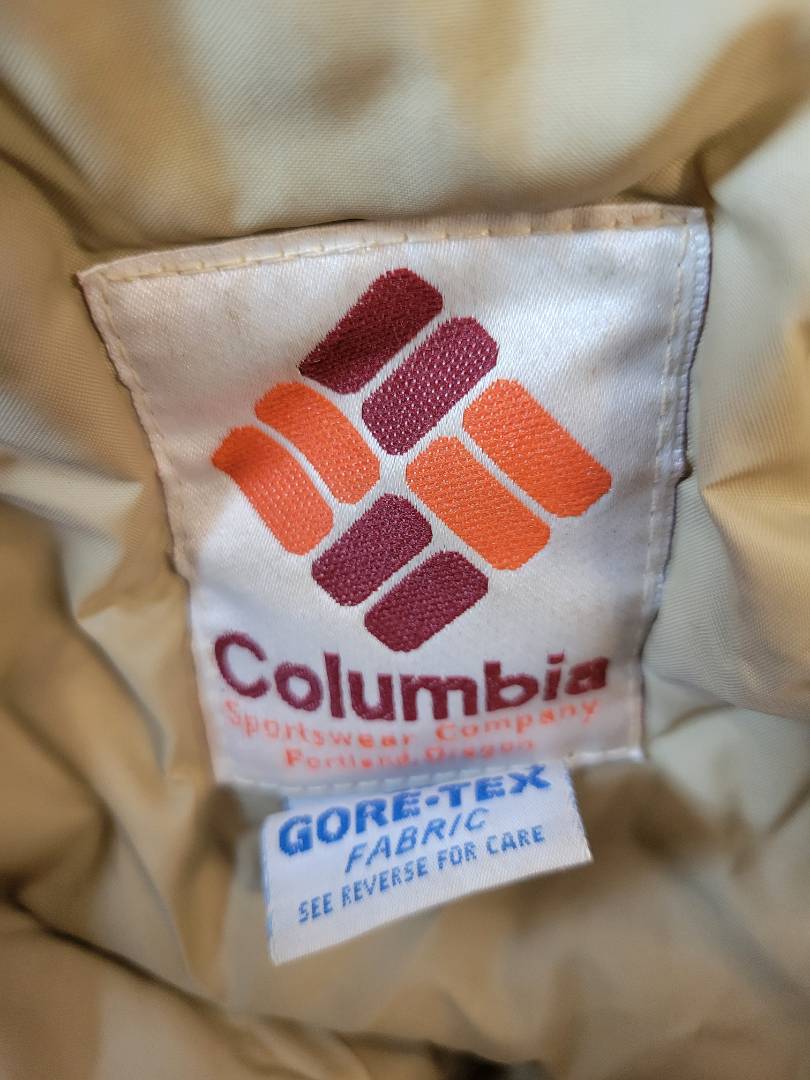 Columbia
Sportswear Company
Portland, Oregon
GORE-TEX
FABRIC
SEE REVERSE FOR CARE